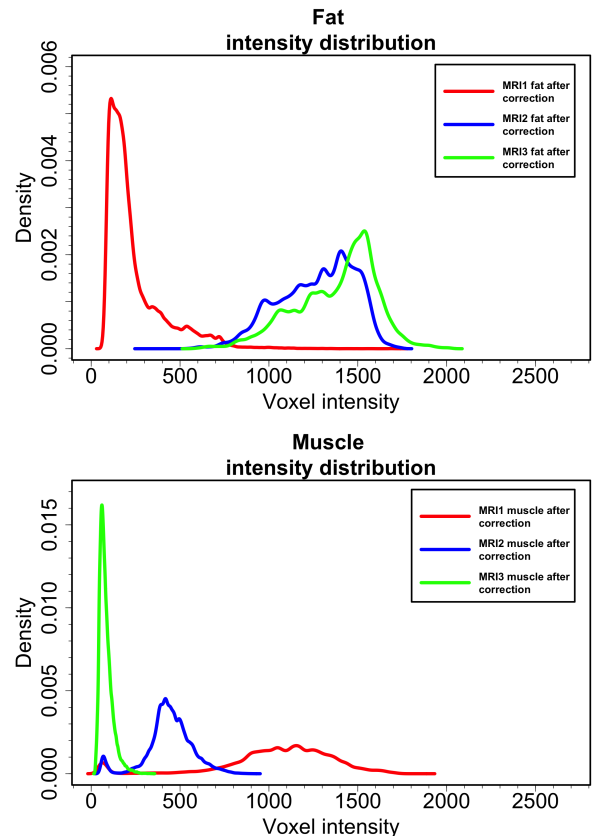 Fat
intensity distribution
0.006
0.004
0.002
0.000
Density
MRI1 fat after
correction
MRI2 fat after
correction
MRI3 fat after
correction
0 500 1000 1500 2000 2500
Voxel intensity
Muscle
intensity distribution
0.015
0.010
0.005
0.000
Density
MRI1 muscle after
correction
MRI2 muscle after
correction
MRI3 muscle after
correction
0 500 1000 1500 2000 2500
Voxel intensity